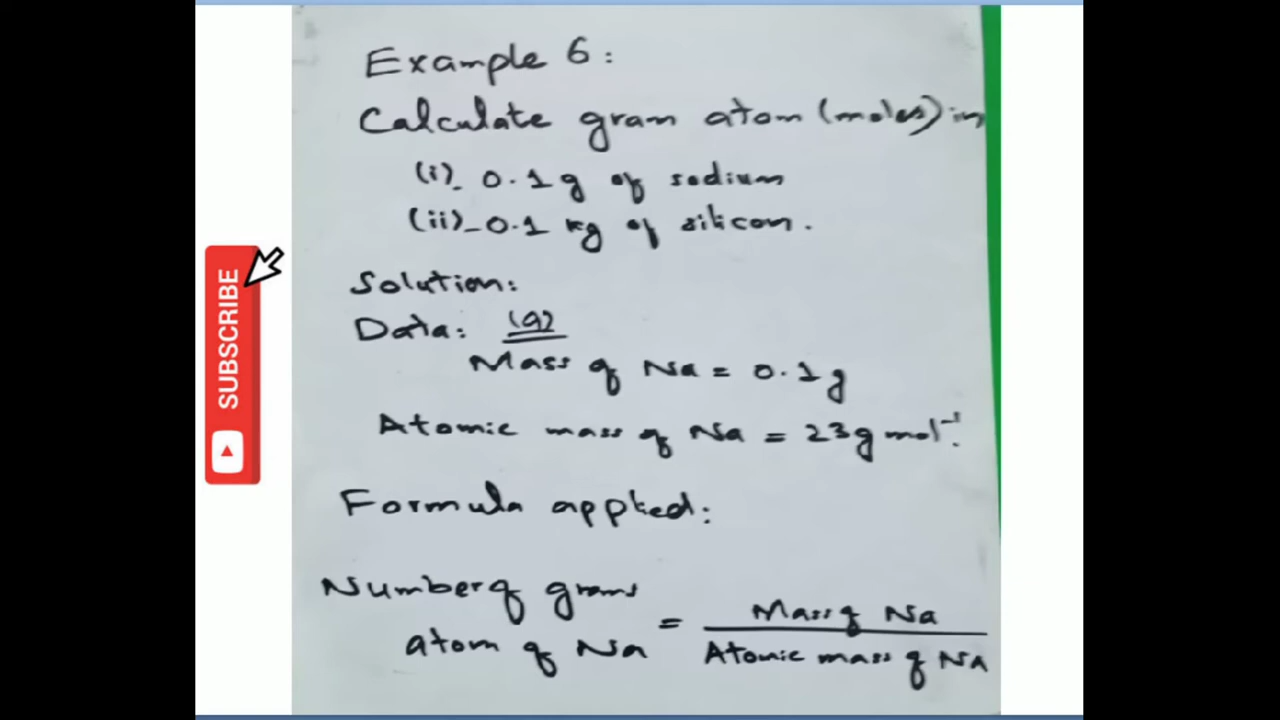 Example 6:
Calculate gram atom (moles) in
(i)_ 0.1 g of sodium
(ii)_ 0.1 kg of silicon.
Solution:
Data: (a)
Mass of Na = 0.1 g
Atomic mass of Na = 23 g mol⁻¹.
Formula applied:
Number of grams
atom of Na = Mass of Na / Atomic mass of Na
SUBSCRIBE